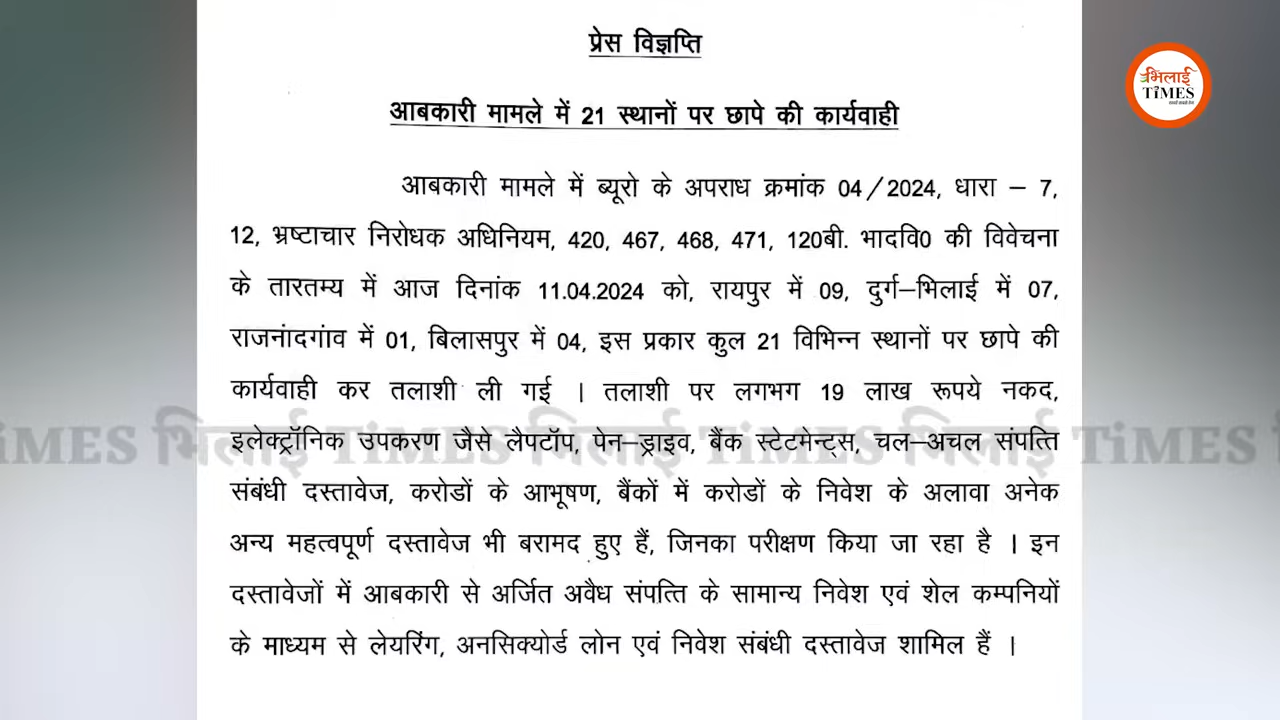 प्रेस विज्ञप्ति
भिलाई
TiMES
आबकारी मामले में 21 स्थानों पर छापे की कार्यवाही
आबकारी मामले में ब्यूरो के अपराध क्रमांक 04/2024, धारा – 7,
12, भ्रष्टाचार निरोधक अधिनियम, 420, 467, 468, 471, 120बी. भादवि0 की विवेचना
के तारतम्य में आज दिनांक 11.04.2024 को, रायपुर में 09, दुर्ग–भिलाई में 07,
राजनांदगांव में 01, बिलासपुर में 04, इस प्रकार कुल 21 विभिन्न स्थानों पर छापे की
कार्यवाही कर तलाशी ली गई । तलाशी पर लगभग 19 लाख रूपये नकद,
इलेक्ट्रॉनिक उपकरण जैसे लैपटॉप, पेन–ड्राइव, बैंक स्टेटमेन्ट्स, चल–अचल संपत्ति
TiMES भिलाई TiMES भिलाई TiMES भिलाई TiMES
संबंधी दस्तावेज, करोडों के आभूषण, बैंकों में करोडों के निवेश के अलावा अनेक
अन्य महत्वपूर्ण दस्तावेज भी बरामद हुए हैं, जिनका परीक्षण किया जा रहा है । इन
दस्तावेजों में आबकारी से अर्जित अवैध संपत्ति के सामान्य निवेश एवं शेल कम्पनियों
के माध्यम से लेयरिंग, अनसिक्योर्ड लोन एवं निवेश संबंधी दस्तावेज शामिल हैं ।